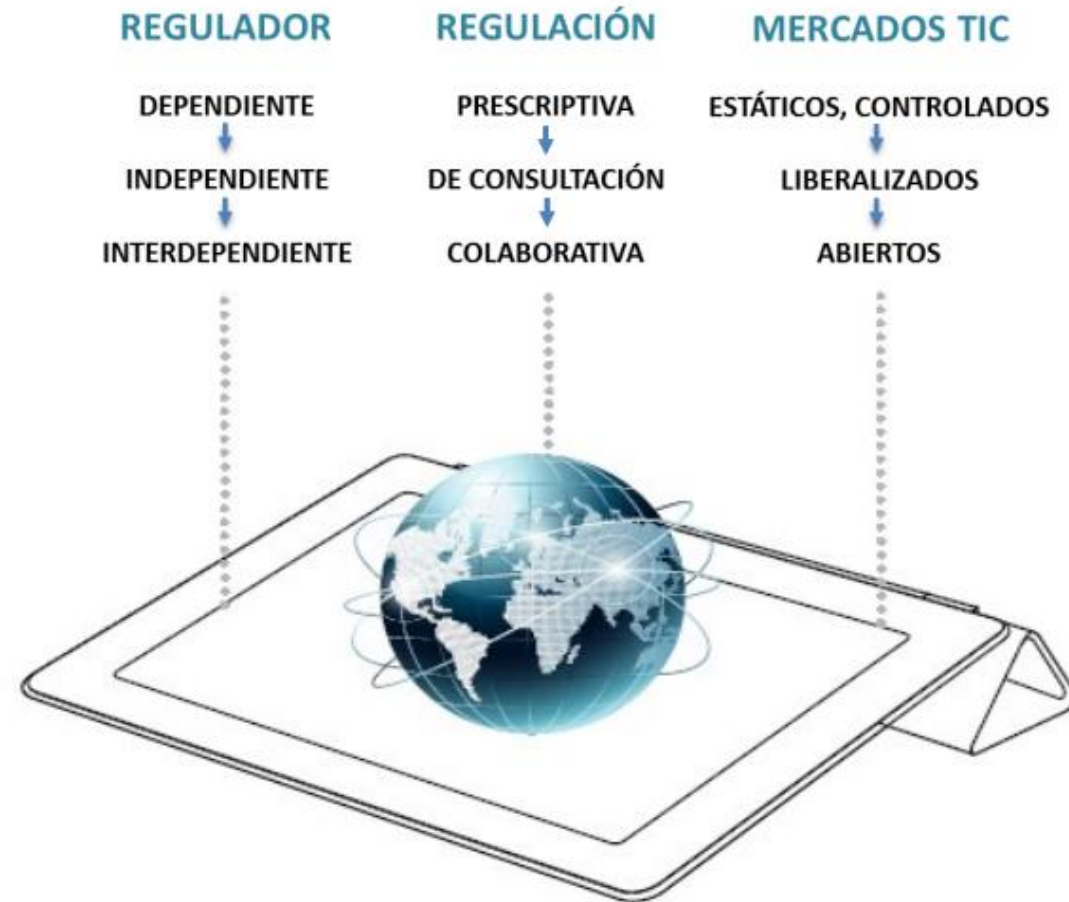 REGULADOR
DEPENDIENTE
INDEPENDIENTE
INTERDEPENDIENTE
REGULACIÓN
PRESCRIPTIVA
DE CONSULTACIÓN
COLABORATIVA
MERCADOS TIC
ESTÁTICOS, CONTROLADOS
LIBERALIZADOS
ABIERTOS